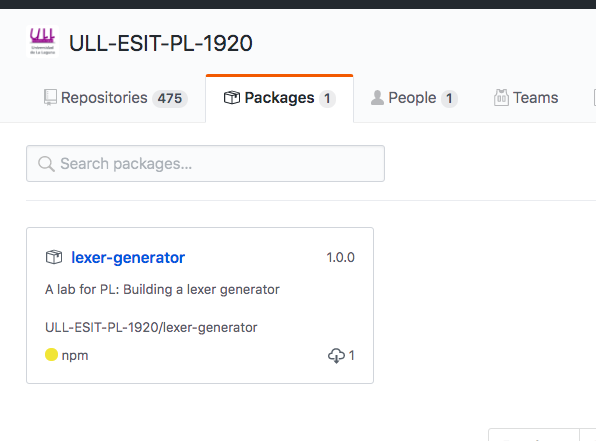 ULL
Universidad
de La Laguna
ULL-ESIT-PL-1920
Repositories 475
Packages 1
People 1
Teams
Search packages...
lexer-generator
1.0.0
A lab for PL: Building a lexer generator
ULL-ESIT-PL-1920/lexer-generator
npm
1